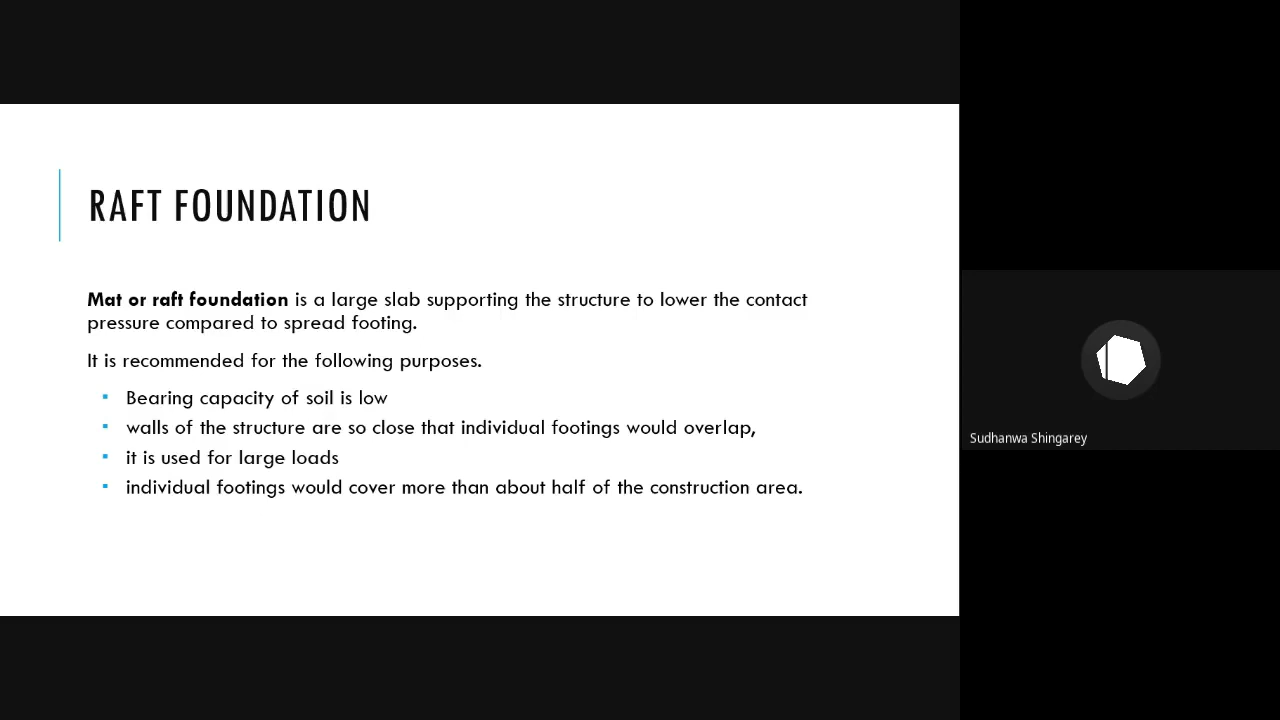 RAFT FOUNDATION
Mat or raft foundation is a large slab supporting the structure to lower the contact
pressure compared to spread footing.
It is recommended for the following purposes.
▪ Bearing capacity of soil is low
▪ walls of the structure are so close that individual footings would overlap,
▪ it is used for large loads
▪ individual footings would cover more than about half of the construction area.
Sudhanwa Shingarey